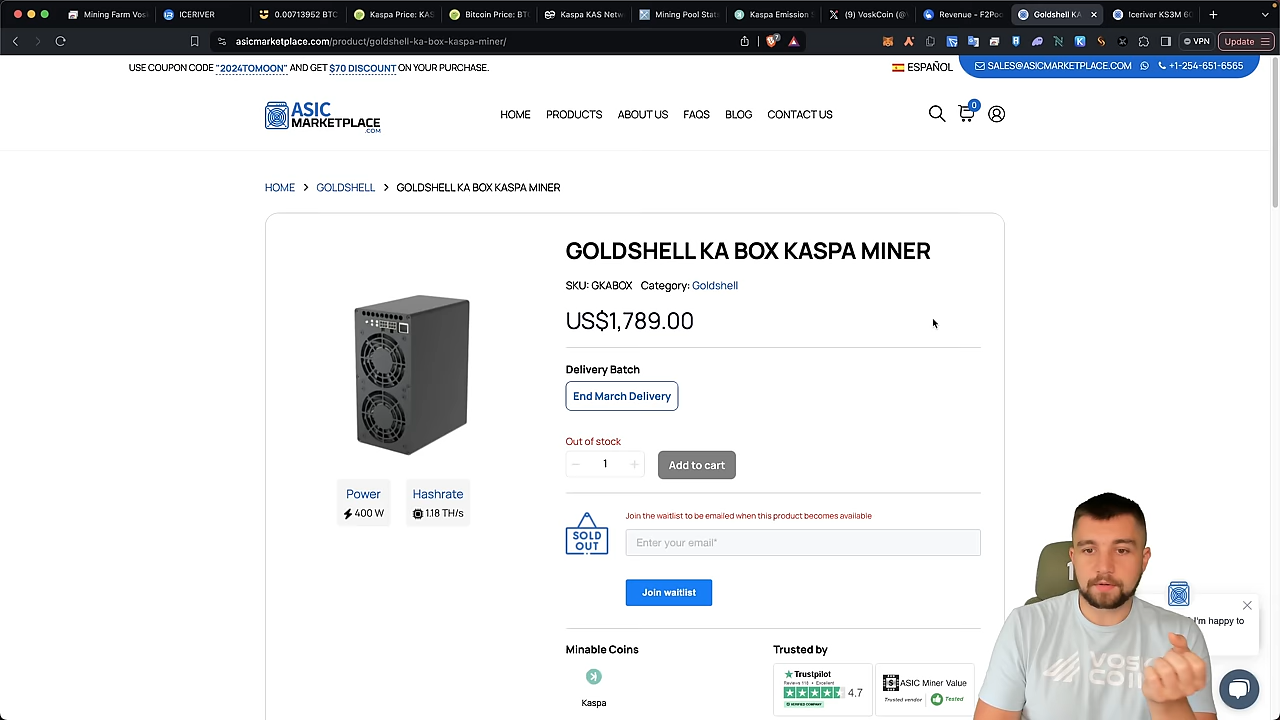 Mining Farm Vosk
ICERIVER
0.00713952 BTC
Kaspa Price: KAS
Bitcoin Price: BTC
Kaspa KAS Netw
Mining Pool Stats
Kaspa Emission S
(9) VoskCoin (@V
Revenue - F2Poo
Goldshell KA
Iceriver KS3M 6
asicmarketplace.com/product/goldshell-ka-box-kaspa-miner/
VPN
Update
USE COUPON CODE "2024TOMOON" AND GET $70 DISCOUNT ON YOUR PURCHASE.
ESPAÑOL
SALES@ASICMARKETPLACE.COM
+1-254-651-6565
ASIC
MARKETPLACE
.COM
HOME
PRODUCTS
ABOUT US
FAQS
BLOG
CONTACT US
0
HOME > GOLDSHELL > GOLDSHELL KA BOX KASPA MINER
GOLDSHELL KA BOX KASPA MINER
SKU: GKABOX Category: Goldshell
US$1,789.00
Delivery Batch
End March Delivery
Out of stock
1
Add to cart
Power
400 W
Hashrate
1.18 TH/s
SOLD
OUT
Join the waitlist to be emailed when this product becomes available
Enter your email*
Join waitlist
I'm happy to
Minable Coins
Kaspa
Trusted by
Trustpilot
4.7
ASIC Miner Value
Trusted vendor
Tested